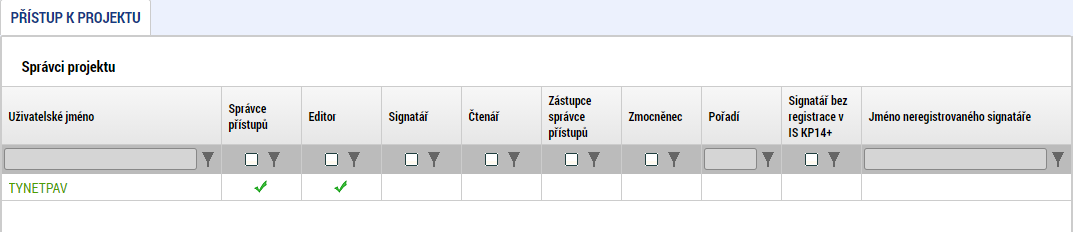 PŘÍSTUP K PROJEKTU
Správci projektu
Uživatelské jméno
Správce
přístupů
Editor
Signatář
Čtenář
Zástupce
správce
přístupů
Zmocněnec
Pořadí
Signatář bez
registrace v
IS KP14+
Jméno neregistrovaného signatáře
TYNETPAV